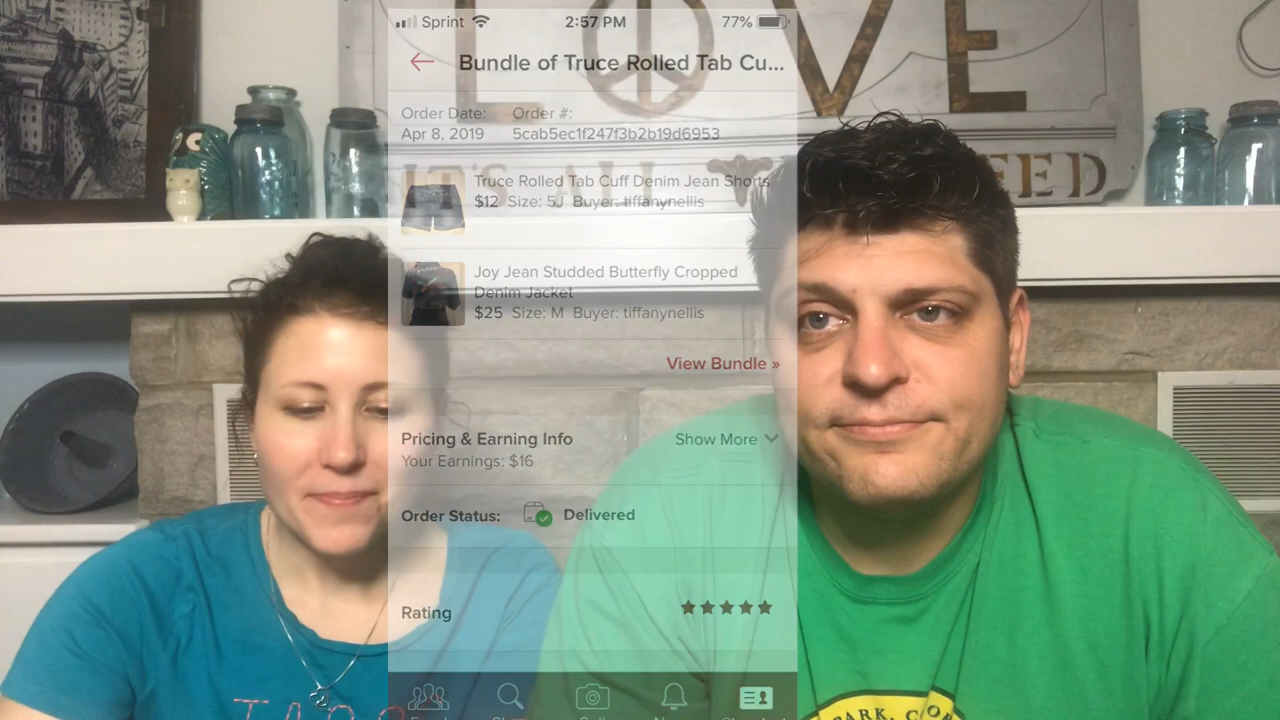 Sprint 2:57 PM 77%
LOVE
Bundle of Truce Rolled Tab Cu...
Order Date: Order #:
Apr 8, 2019 5cab5ec1f247f3b2b19d6953
IT'S ALL
EED
Truce Rolled Tab Cuff Denim Jean Shorts
$12 Size: 5J Buyer: tiffanynellis
Joy Jean Studded Butterfly Cropped
Denim Jacket
$25 Size: M Buyer: tiffanynellis
View Bundle »
Pricing & Earning Info Show More
Your Earnings: $16
Order Status: Delivered
Rating ★★★★★
PARK, CO